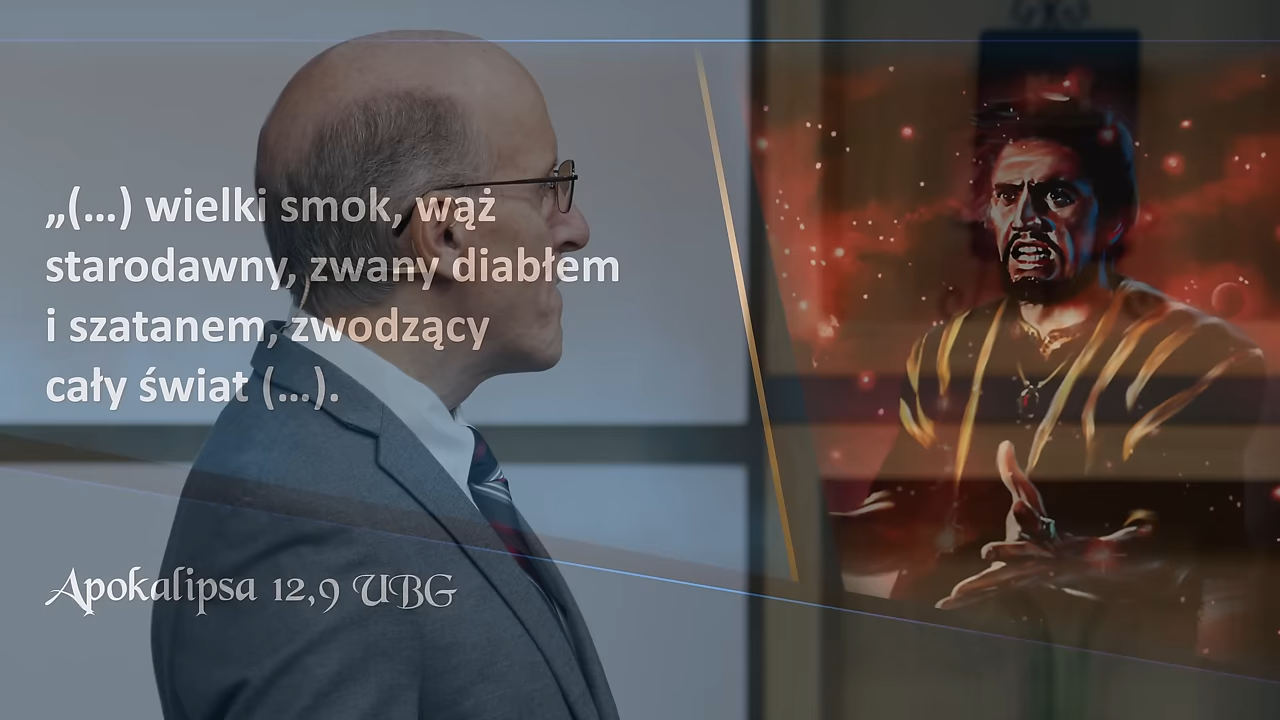 „(...) wielki smok, wąż
starodawny, zwany diabłem
i szatanem, zwodzący
cały świat (...).
Apokalipsa 12,9 UBG